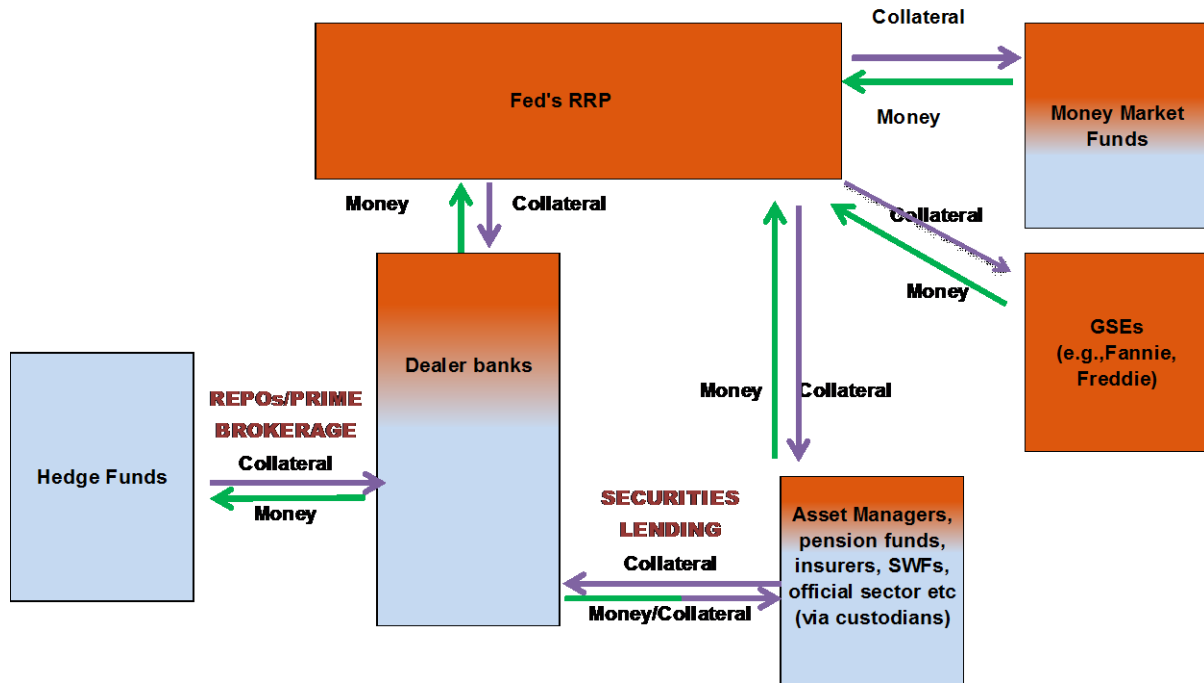 Collateral
Fed's RRP
Money Market
Funds
Money
Money
Collateral
Collateral
Money
GSEs
(e.g.,Fannie,
Freddie)
Dealer banks
Money
Collateral
REPOs/PRIME
BROKERAGE
Collateral
Hedge Funds
Money
SECURITIES
LENDING
Collateral
Money/Collateral
Asset Managers,
pension funds,
insurers, SWFs,
official sector etc
(via custodians)